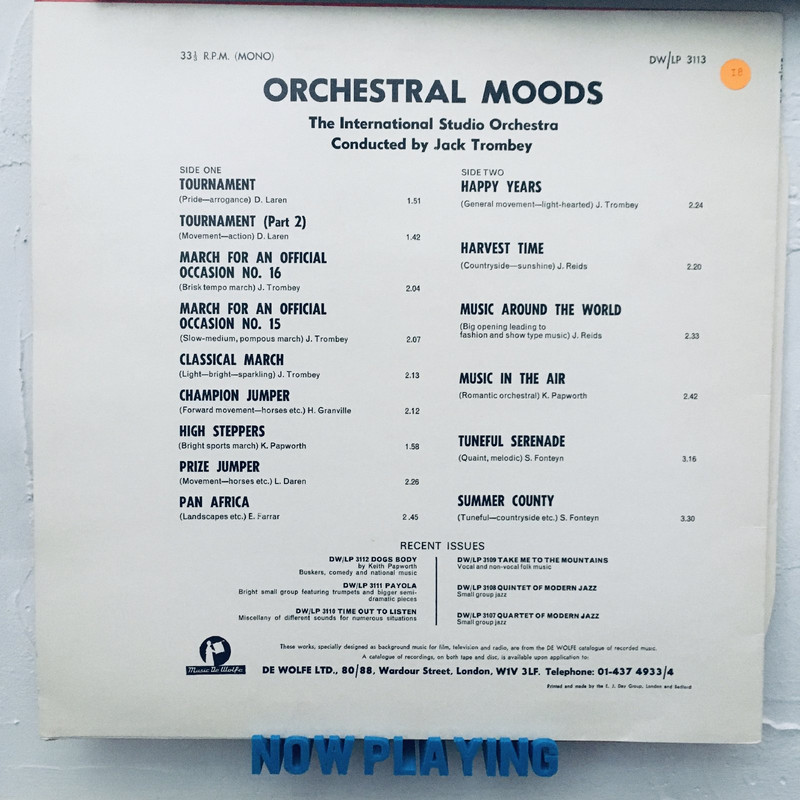 33⅓ R.P.M. (MONO)
DW/LP 3113
18
ORCHESTRAL MOODS
The International Studio Orchestra
Conducted by Jack Trombey
SIDE ONE
TOURNAMENT
(Pride—arrogance) D. Laren 1.51
TOURNAMENT (Part 2)
(Movement—action) D. Laren 1.42
MARCH FOR AN OFFICIAL
OCCASION NO. 16
(Brisk tempo march) J. Trombey 2.04
MARCH FOR AN OFFICIAL
OCCASION NO. 15
(Slow-medium, pompous march) J. Trombey 2.07
CLASSICAL MARCH
(Light—bright—sparkling) J. Trombey 2.13
CHAMPION JUMPER
(Forward movement—horses etc.) H. Granville 2.12
HIGH STEPPERS
(Bright sports march) K. Papworth 1.58
PRIZE JUMPER
(Movement—horses etc.) L. Daren 2.26
PAN AFRICA
(Landscapes etc.) E. Farrar 2.45
SIDE TWO
HAPPY YEARS
(General movement—light-hearted) J. Trombey 2.24
HARVEST TIME
(Countryside—sunshine) J. Reids 2.20
MUSIC AROUND THE WORLD
(Big opening leading to
fashion and show type music) J. Reids 2.33
MUSIC IN THE AIR
(Romantic orchestral) K. Papworth 2.42
TUNEFUL SERENADE
(Quaint, melodic) S. Fonteyn 3.16
SUMMER COUNTY
(Tuneful—countryside etc.) S. Fonteyn 3.30
RECENT ISSUES
DW/LP 3112 DOGS BODY
by Keith Papworth
Buskers, comedy and national music
DW/LP 3111 PAYOLA
Bright small group featuring trumpets and bigger semi-
dramatic pieces
DW/LP 3110 TIME OUT TO LISTEN
Miscellany of different sounds for numerous situations
DW/LP 3109 TAKE ME TO THE MOUNTAINS
Vocal and non-vocal folk music
DW/LP 3108 QUINTET OF MODERN JAZZ
Small group jazz
DW/LP 3107 QUARTET OF MODERN JAZZ
Small group jazz
Music De Wolfe
These works, specially designed as background music for film, television and radio, are from the DE WOLFE catalogue of recorded music.
A catalogue of recordings, on both tape and disc, is available upon application to:
DE WOLFE LTD., 80/88, Wardour Street, London, W1V 3LF. Telephone: 01-437 4933/4
Printed and made by the E. J. Day Group, London and Bedford
NOW PLAYING